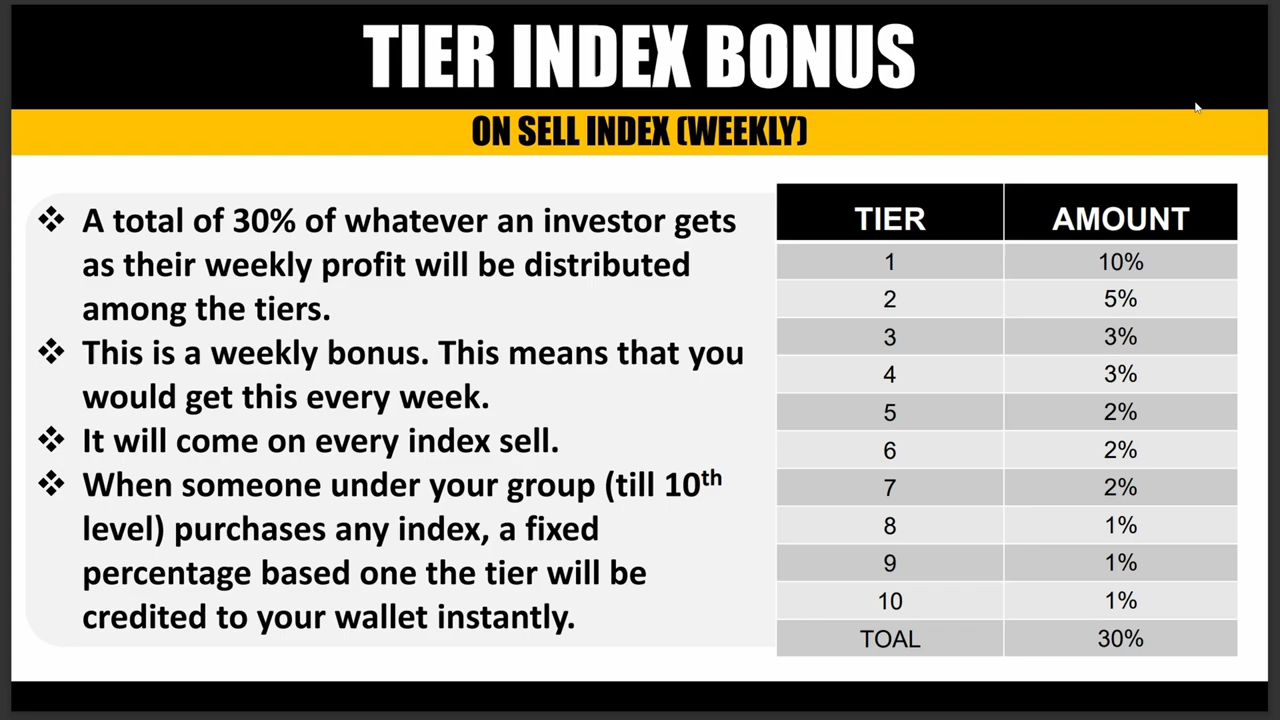 TIER INDEX BONUS
ON SELL INDEX (WEEKLY)
❖ A total of 30% of whatever an investor gets
as their weekly profit will be distributed
among the tiers.
❖ This is a weekly bonus. This means that you
would get this every week.
❖ It will come on every index sell.
❖ When someone under your group (till 10th
level) purchases any index, a fixed
percentage based one the tier will be
credited to your wallet instantly.
TIER AMOUNT
1 10%
2 5%
3 3%
4 3%
5 2%
6 2%
7 2%
8 1%
9 1%
10 1%
TOAL 30%